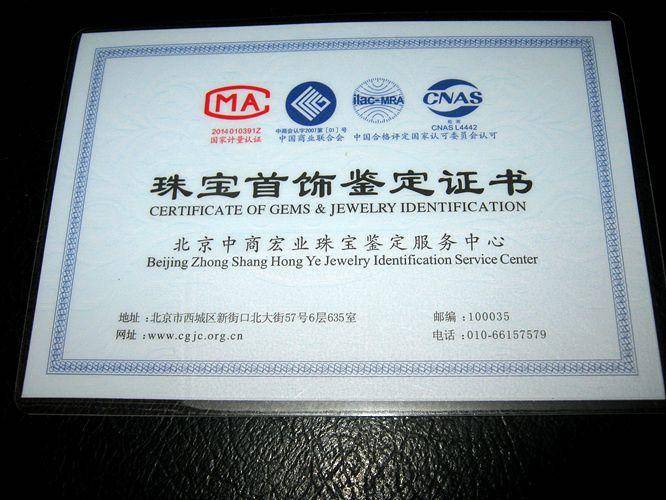 MA
ilac-MRA
CNAS
检测
CNAS L4442
2014010391Z
国家计量认证
中商会认字2007第[01]号
中国商业联合会
中国合格评定国家认可委员会认可
珠宝首饰鉴定证书
CERTIFICATE OF GEMS & JEWELRY IDENTIFICATION
北京中商宏业珠宝鉴定服务中心
Beijing Zhong Shang Hong Ye Jewelry Identification Service Center
地址:北京市西城区新街口北大街57号6层635室
邮编:100035
网址:www.cgjc.org.cn
电话:010-66157579